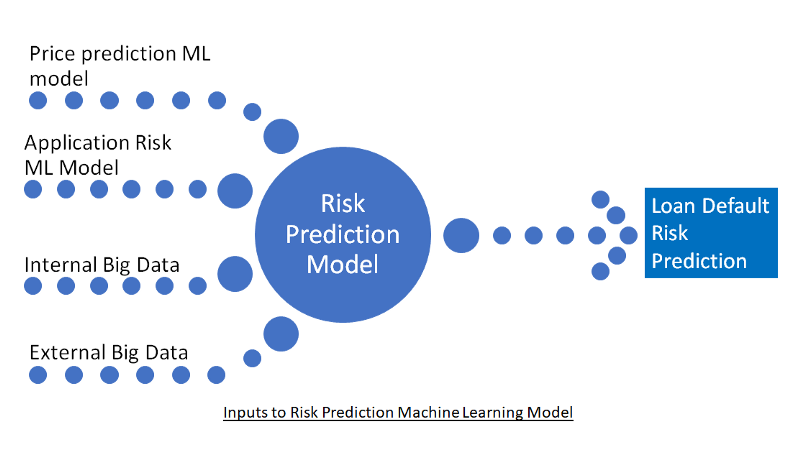 Price prediction ML
model
Application Risk
ML Model
Internal Big Data
External Big Data
Risk
Prediction
Model
Loan Default
Risk
Prediction
Inputs to Risk Prediction Machine Learning Model